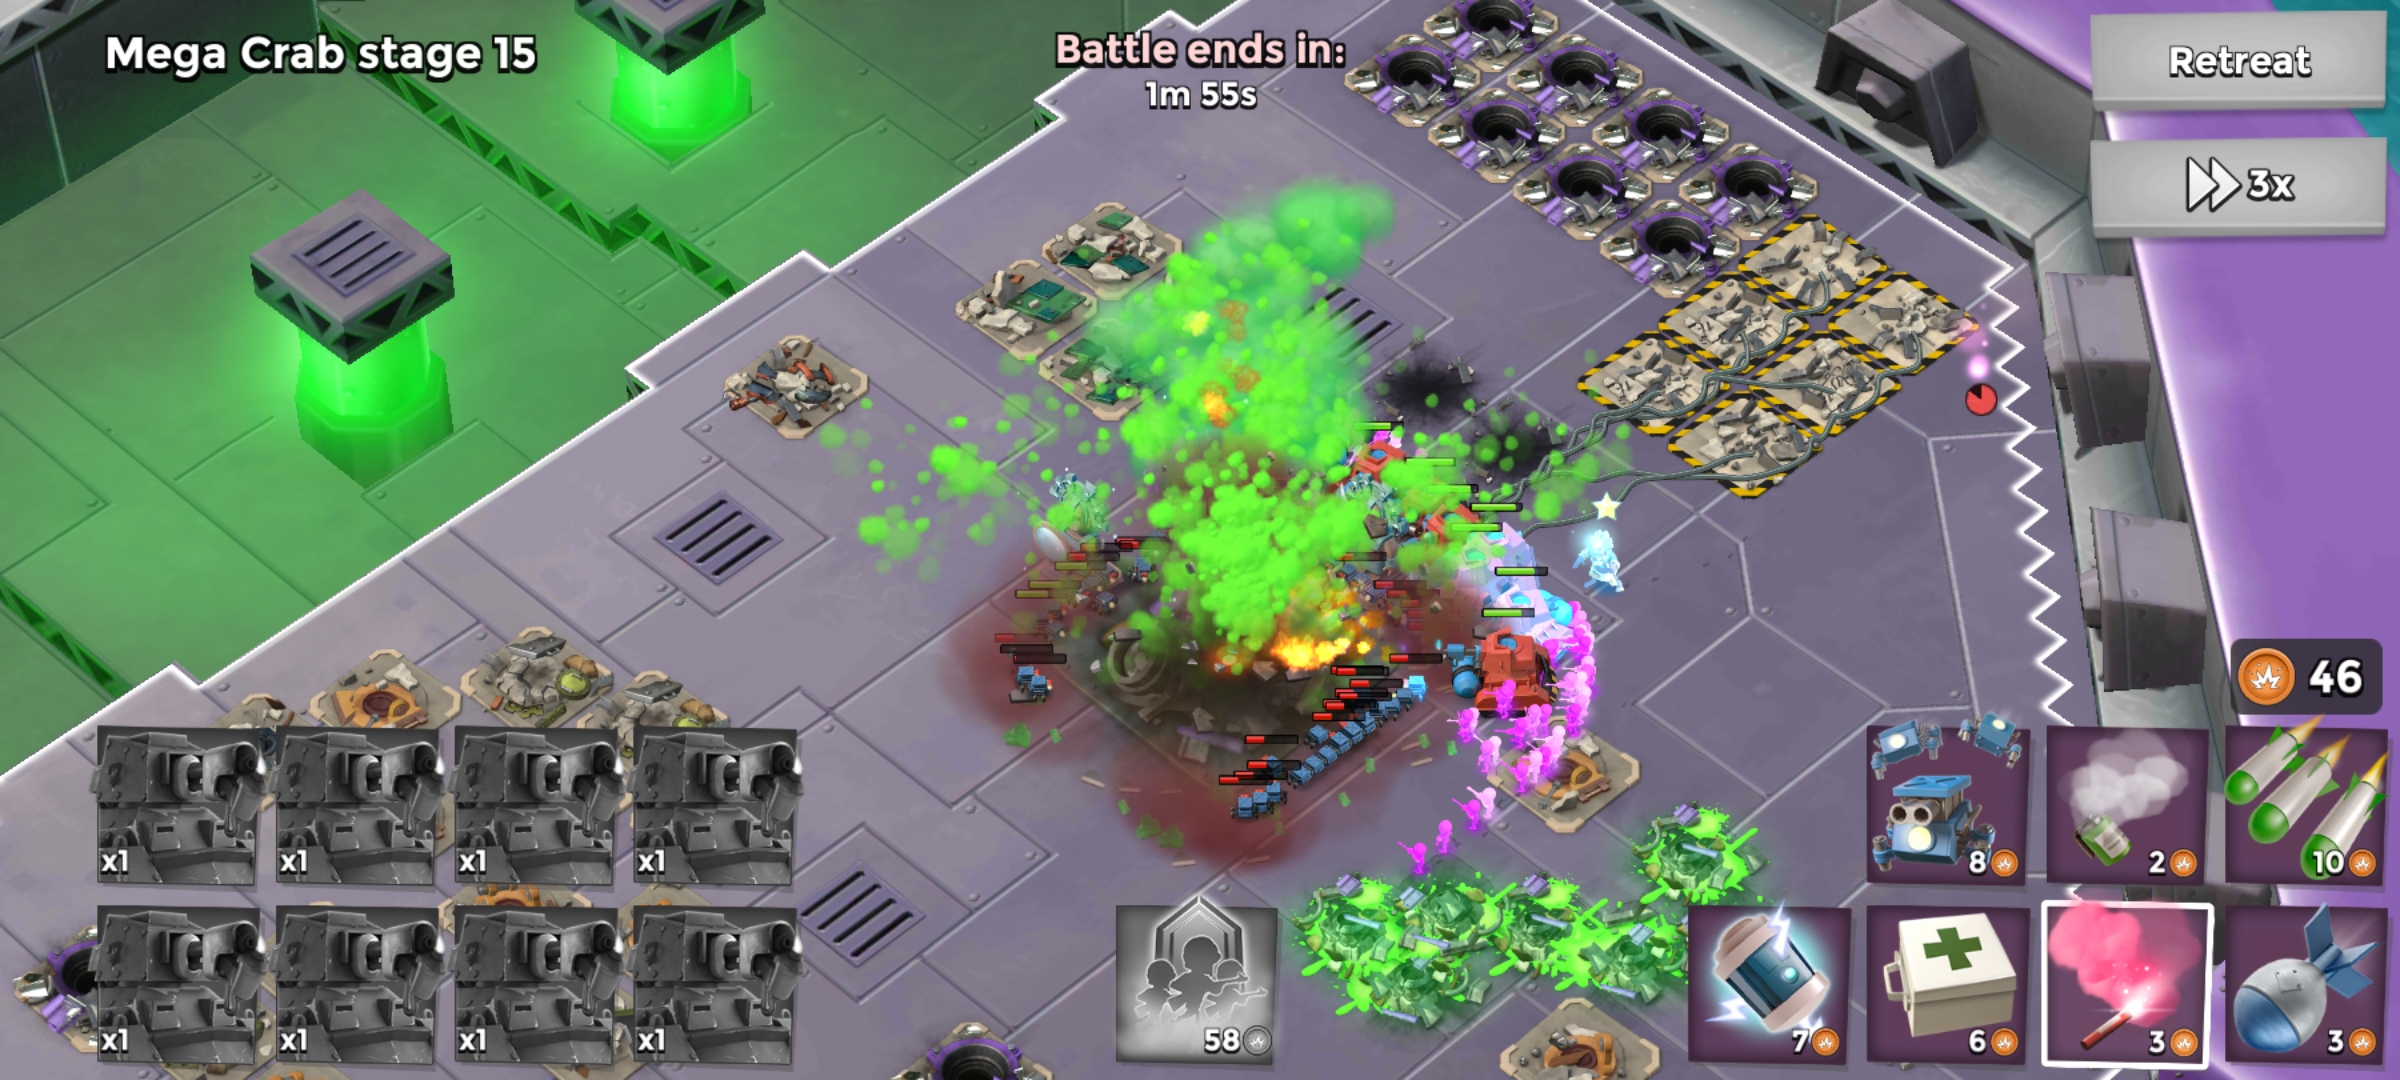 Mega Crab stage 15
Battle ends in:
1m 55s
Retreat
3x
46
8
2
10
x1
x1
x1
x1
x1
x1
x1
x1
58
7
6
3
3